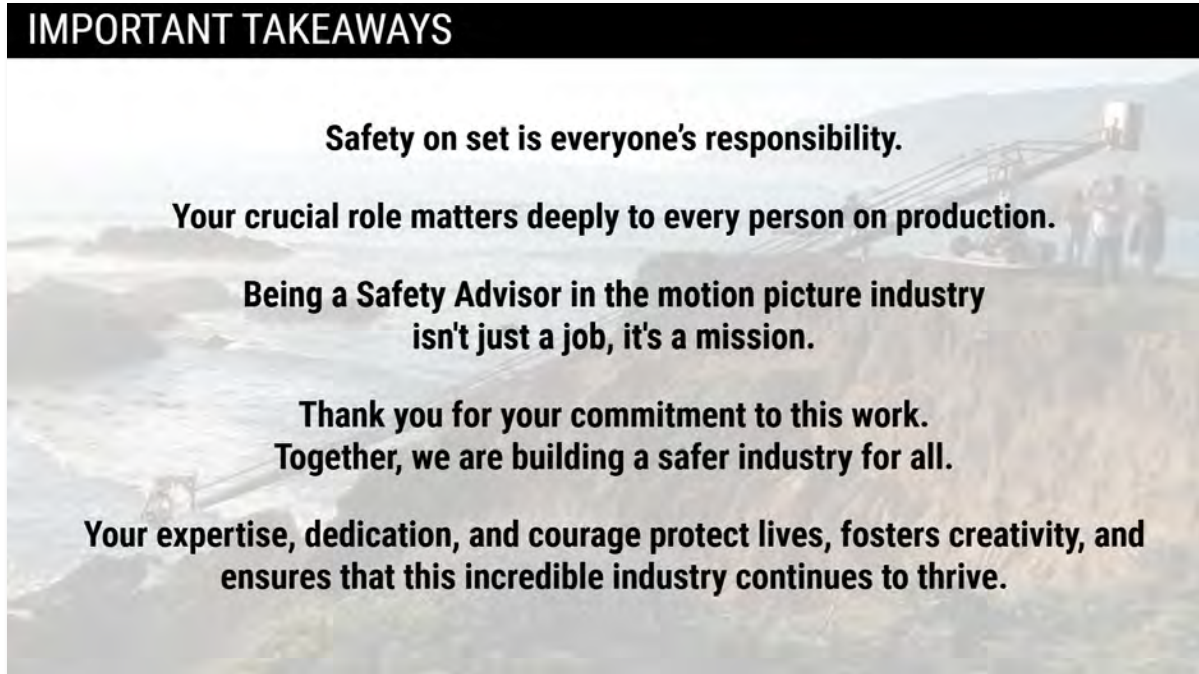 IMPORTANT TAKEAWAYS
Safety on set is everyone’s responsibility.
Your crucial role matters deeply to every person on production.
Being a Safety Advisor in the motion picture industry
isn't just a job, it's a mission.
Thank you for your commitment to this work.
Together, we are building a safer industry for all.
Your expertise, dedication, and courage protect lives, fosters creativity, and
ensures that this incredible industry continues to thrive.